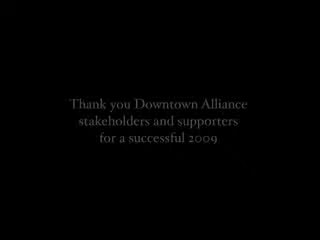 Thank you Downtown Alliance
stakeholders and supporters
for a successful 2009